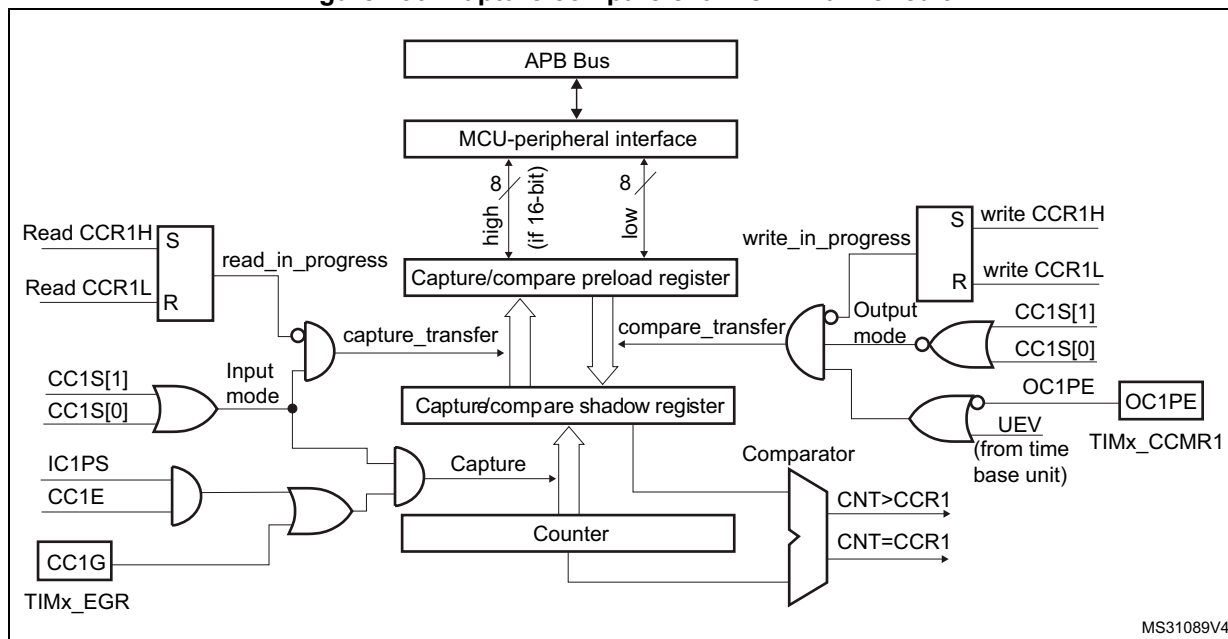 APB Bus
MCU-peripheral interface
8
8
high
(if 16-bit)
low
Read CCR1H
S
read_in_progress
Read CCR1L
R
write_in_progress
S
write CCR1H
R
write CCR1L
Capture/compare preload register
capture_transfer
compare_transfer
Output
mode
CC1S[1]
CC1S[0]
CC1S[1]
CC1S[0]
Input
mode
Capture/compare shadow register
OC1PE
OC1PE
UEV
(from time
base unit)
TIMx_CCMR1
IC1PS
CC1E
Capture
Comparator
CNT>CCR1
CNT=CCR1
Counter
CC1G
TIMx_EGR
MS31089V4